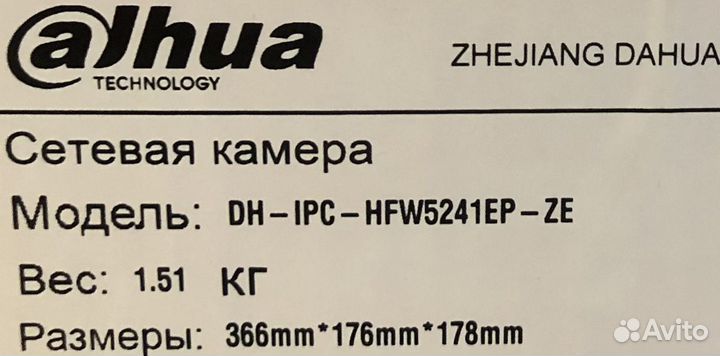 alhua
TECHNOLOGY
ZHEJIANG DAHUA
Сетевая камера
Модель: DH-IPC-HFW5241EP-ZE
Вес: 1.51 КГ
Размеры: 366mm*176mm*178mm
Avito